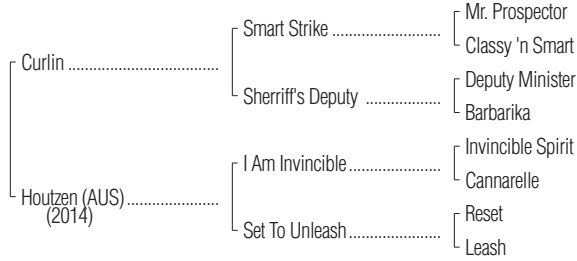 Mr. Prospector
Smart Strike ..........................
Classy 'n Smart
Curlin .....................................
Deputy Minister
Sherriff's Deputy ..................
Barbarika
Invincible Spirit
I Am Invincible ......................
Cannarelle
Houtzen (AUS) ......................
(2014)
Reset
Set To Unleash ......................
Leash